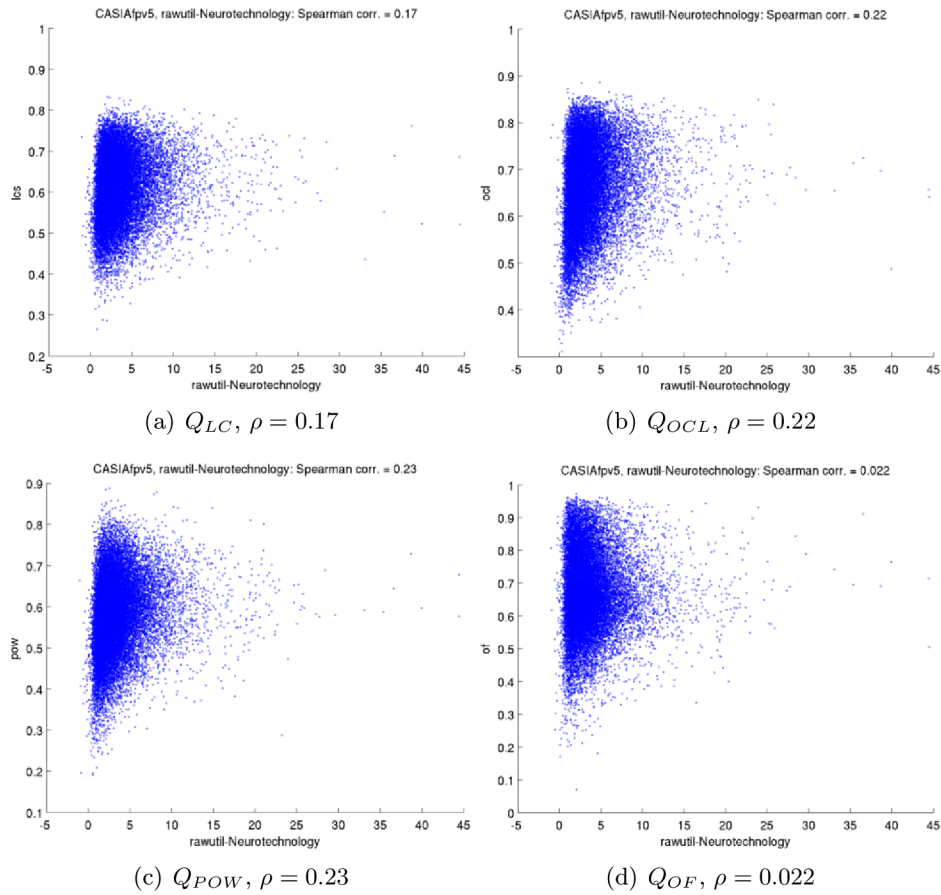 CASIAfpv5, rawutil-Neurotechnology: Spearman corr. = 0.17
1
0.9
0.8
0.7
0.6
0.5
0.4
0.3
0.2
lcs
-5 0 5 10 15 20 25 30 35 40 45
rawutil-Neurotechnology
(a) Q_{LC}, ρ = 0.17
CASIAfpv5, rawutil-Neurotechnology: Spearman corr. = 0.22
1
0.9
0.8
0.7
0.6
0.5
0.4
ocl
-5 0 5 10 15 20 25 30 35 40 45
rawutil-Neurotechnology
(b) Q_{OCL}, ρ = 0.22
CASIAfpv5, rawutil-Neurotechnology: Spearman corr. = 0.23
0.9
0.8
0.7
0.6
0.5
0.4
0.3
0.2
0.1
pow
-5 0 5 10 15 20 25 30 35 40 45
rawutil-Neurotechnology
(c) Q_{POW}, ρ = 0.23
CASIAfpv5, rawutil-Neurotechnology: Spearman corr. = 0.022
1
0.9
0.8
0.7
0.6
0.5
0.4
0.3
0.2
0.1
0
of
-5 0 5 10 15 20 25 30 35 40 45
rawutil-Neurotechnology
(d) Q_{OF}, ρ = 0.022